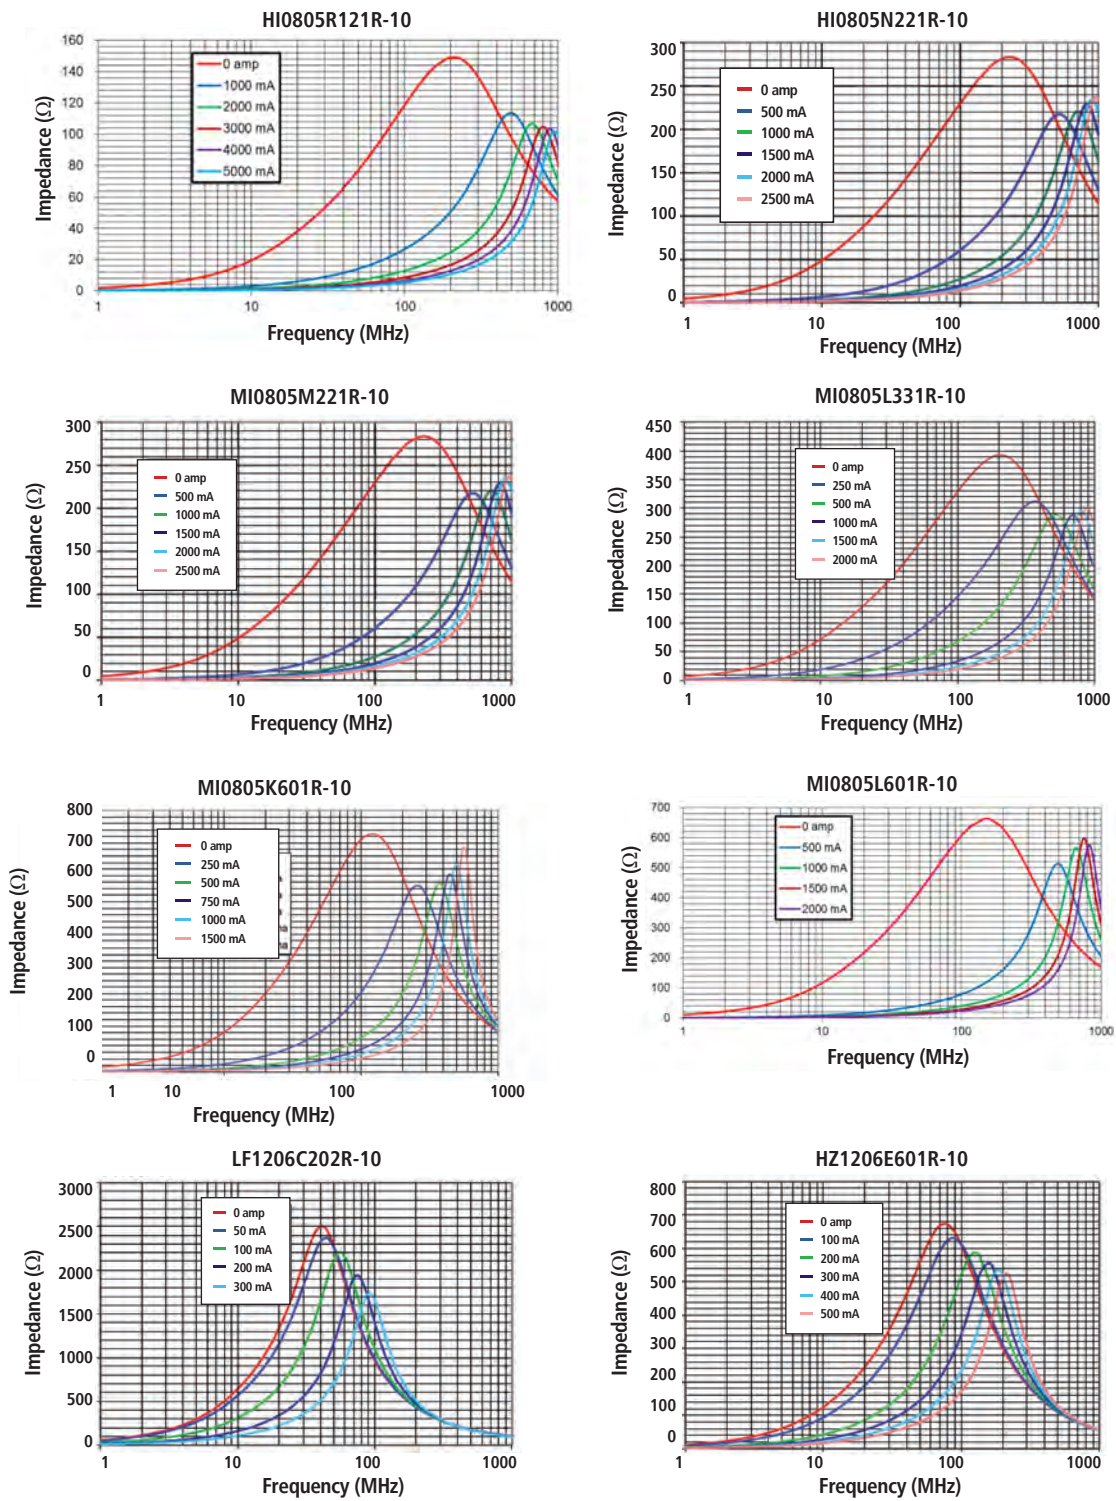 HI0805R121R-10
Impedance (Ω)
160
140
120
100
80
60
40
20
0
0 amp
1000 mA
2000 mA
3000 mA
4000 mA
5000 mA
1
10
100
1000
Frequency (MHz)
HI0805N221R-10
Impedance (Ω)
300
250
200
150
100
50
0
0 amp
500 mA
1000 mA
1500 mA
2000 mA
2500 mA
1
10
100
1000
Frequency (MHz)
MI0805M221R-10
Impedance (Ω)
300
250
200
150
100
50
0
0 amp
500 mA
1000 mA
1500 mA
2000 mA
2500 mA
1
10
100
1000
Frequency (MHz)
MI0805L331R-10
Impedance (Ω)
450
400
350
300
250
200
150
100
50
0
0 amp
250 mA
500 mA
1000 mA
1500 mA
2000 mA
1
10
100
1000
Frequency (MHz)
MI0805K601R-10
Impedance (Ω)
800
700
600
500
400
300
200
100
0
0 amp
250 mA
500 mA
750 mA
1000 mA
1500 mA
1
10
100
1000
Frequency (MHz)
MI0805L601R-10
Impedance (Ω)
700
600
500
400
300
200
100
0
0 amp
500 mA
1000 mA
1500 mA
2000 mA
1
10
100
1000
Frequency (MHz)
LF1206C202R-10
Impedance (Ω)
3000
2500
2000
1500
1000
500
0
0 amp
50 mA
100 mA
200 mA
300 mA
1
10
100
1000
Frequency (MHz)
HZ1206E601R-10
Impedance (Ω)
800
700
600
500
400
300
200
100
0
0 amp
100 mA
200 mA
300 mA
400 mA
500 mA
1
10
100
1000
Frequency (MHz)